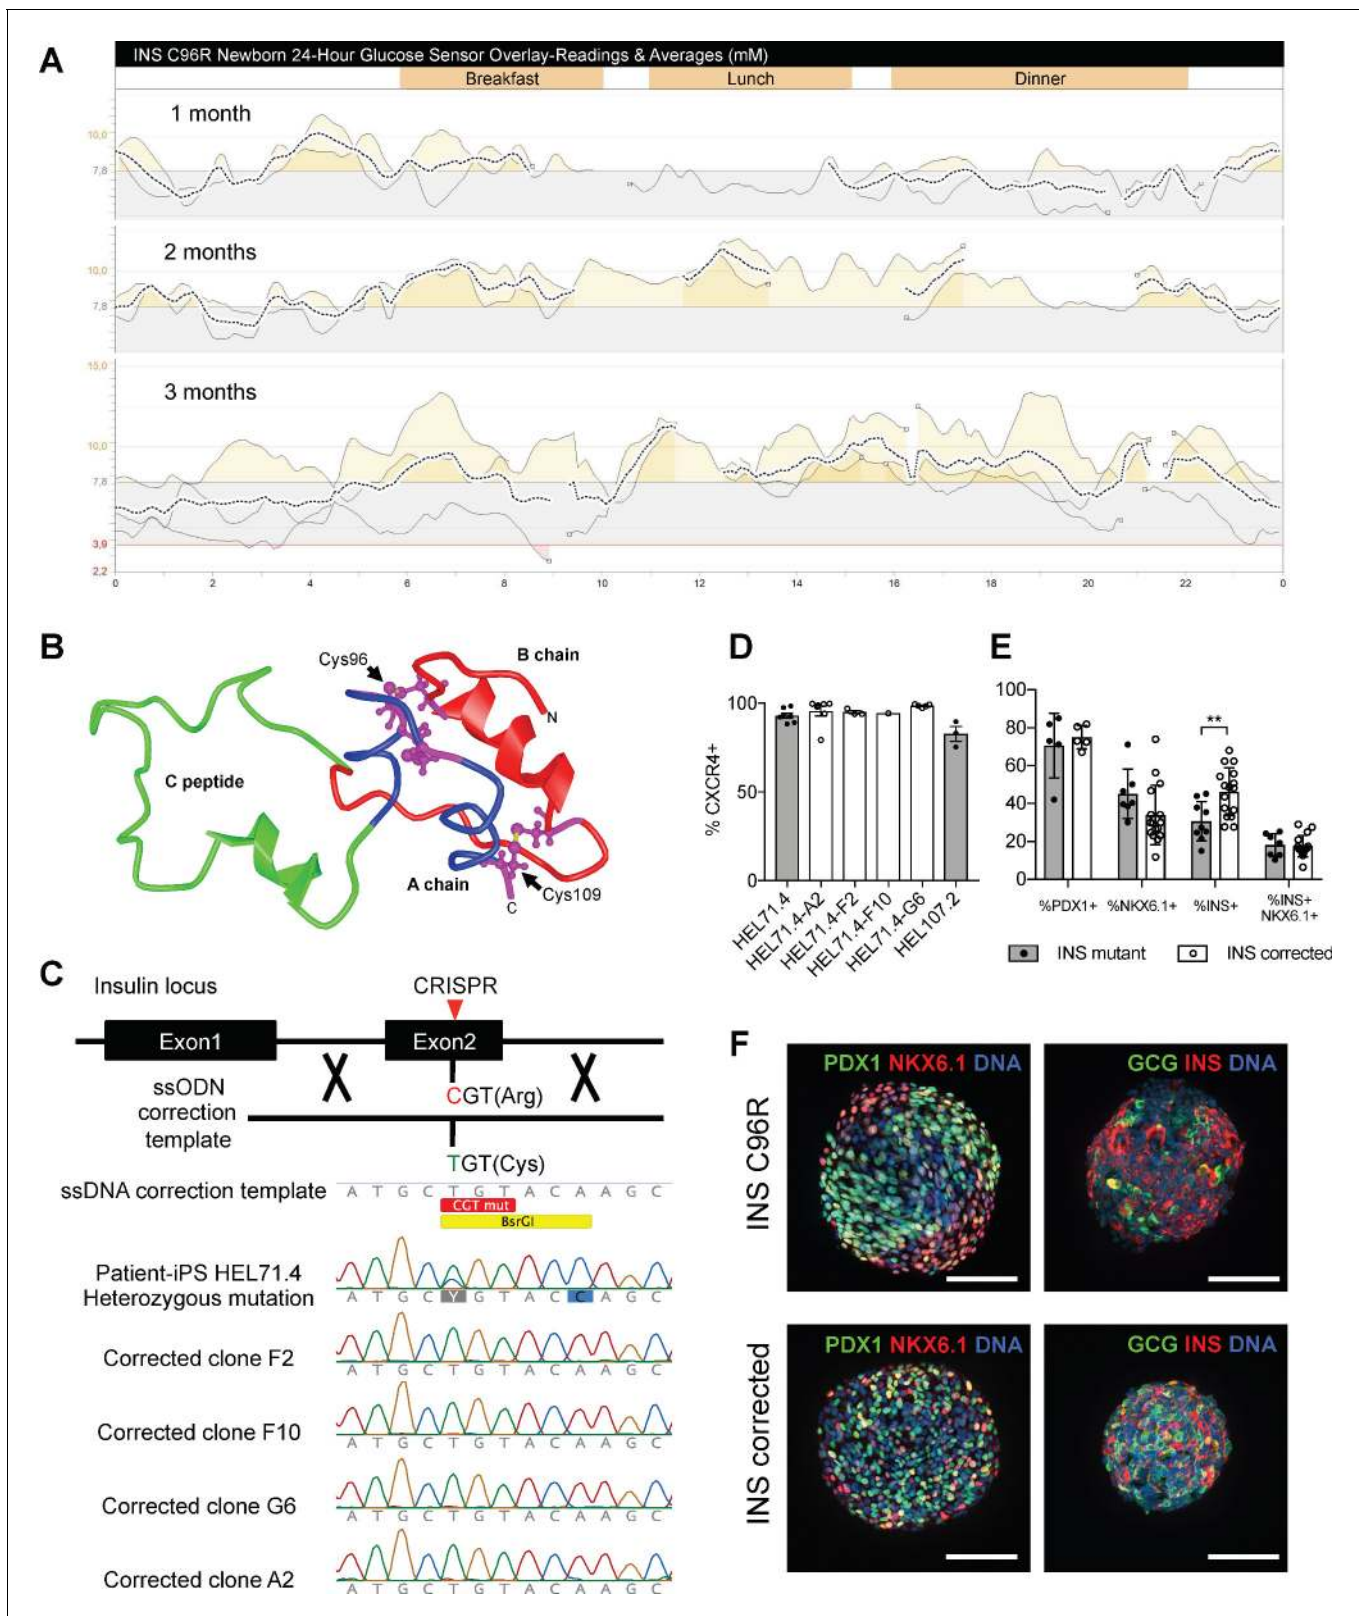 A
INS C96R Newborn 24-Hour Glucose Sensor Overlay-Readings & Averages (mM)
Breakfast Lunch Dinner
1 month
10,0
7,8
2 months
10,0
7,8
15,0
3 months
10,0
7,8
3,9
2,2
0 2 4 6 8 10 12 14 16 18 20 22 0
B
Cys96
B chain
N
C peptide
A chain
Cys109
C
D
% CXCR4+
100
50
0
HEL71.4
HEL71.4-A2
HEL71.4-F2
HEL71.4-F10
HEL71.4-G6
HEL107.2
E
100
80
60
40
20
0
**
%PDX1+ %NKX6.1+ %INS+ %INS+
NKX6.1+
INS mutant INS corrected
C
Insulin locus CRISPR
Exon1 Exon2
ssODN
correction
template
CGT(Arg)
TGT(Cys)
ssDNA correction template A T G C T G T A C A A G C
CGT mut
BsrGI
Patient-iPS HEL71.4
Heterozygous mutation A T G C Y G T A C C A G C
Corrected clone F2 A T G C T G T A C A A G C
Corrected clone F10 A T G C T G T A C A A G C
Corrected clone G6 A T G C T G T A C A A G C
Corrected clone A2 A T G C T G T A C A A G C
F
INS C96R
PDX1 NKX6.1 DNA
GCG INS DNA
INS corrected
PDX1 NKX6.1 DNA
GCG INS DNA